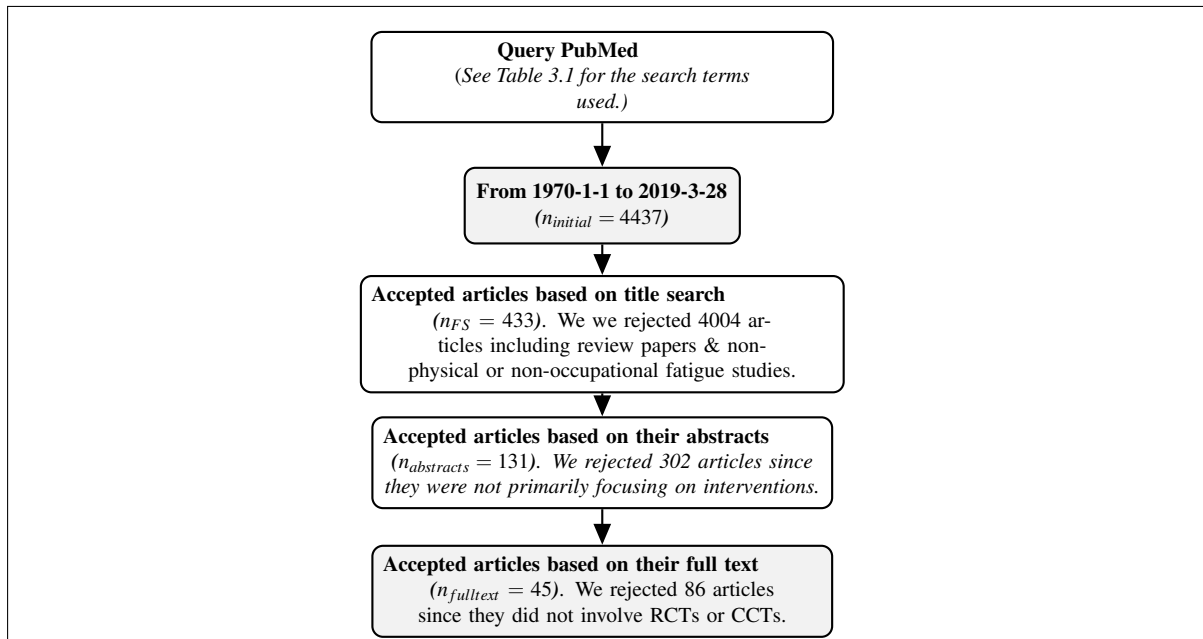 Query PubMed
(See Table 3.1 for the search terms
used.)
From 1970-1-1 to 2019-3-28
(n_initial = 4437)
Accepted articles based on title search
(n_FS = 433). We we rejected 4004 ar-
ticles including review papers & non-
physical or non-occupational fatigue studies.
Accepted articles based on their abstracts
(n_abstracts = 131). We rejected 302 articles since
they were not primarily focusing on interventions.
Accepted articles based on their full text
(n_fulltext = 45). We rejected 86 articles
since they did not involve RCTs or CCTs.